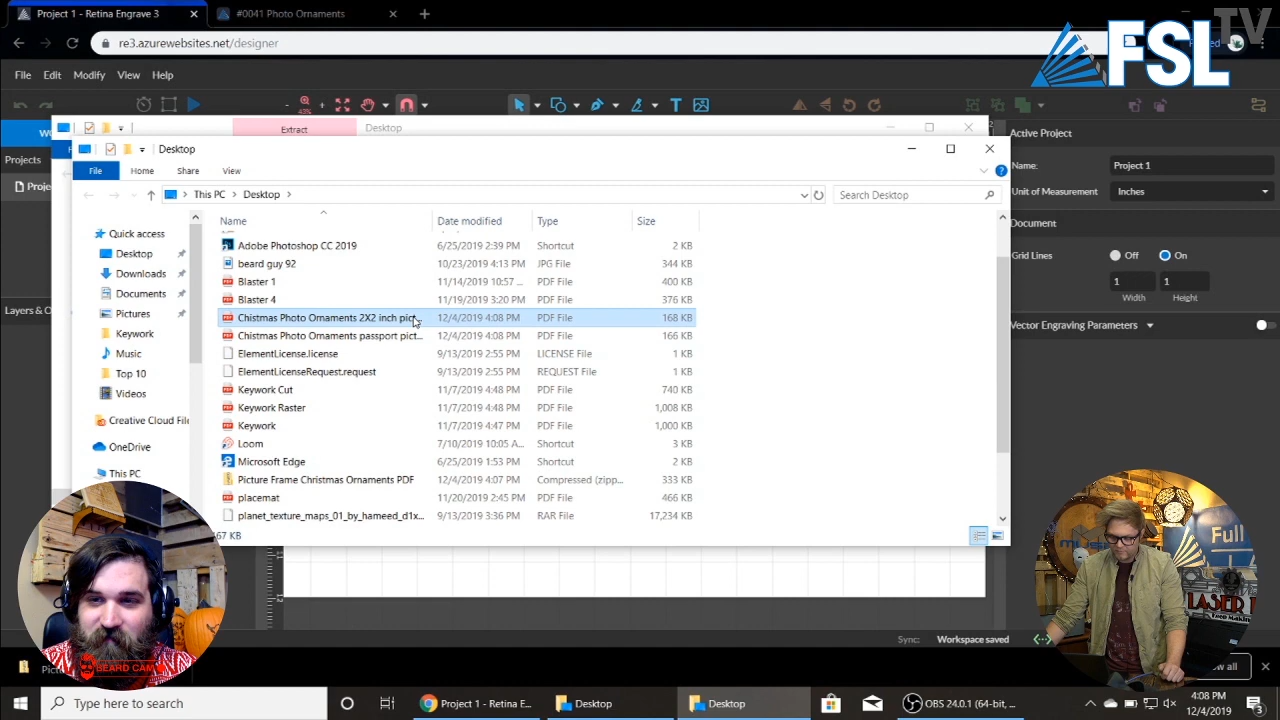 Project 1 - Retina Engrave 3
#0041 Photo Ornaments
TV
FSL
re3.azurewebsites.net/designer
File Edit Modify View Help
43%
Extract Desktop
Active Project
Desktop
File Home Share View
Projects
Name: Project 1
Unit of Measurement Inches
This PC Desktop Search Desktop
Name Date modified Type Size
Document
Quick access
Adobe Photoshop CC 2019 6/25/2019 2:39 PM Shortcut 2 KB
Grid Lines Off On
Desktop
beard guy 92 10/23/2019 4:13 PM JPG File 344 KB
Downloads
Blaster 1 11/14/2019 10:57 ... PDF File 400 KB
1 1
Documents
Blaster 4 11/19/2019 3:20 PM PDF File 376 KB
Width Height
Pictures
Chistmas Photo Ornaments 2X2 inch pict... 12/4/2019 4:08 PM PDF File 168 KB
Layers & O
Vector Engraving Parameters
Keywork
Chistmas Photo Ornaments passport pict... 12/4/2019 4:08 PM PDF File 166 KB
Music
ElementLicense.license 9/13/2019 2:55 PM LICENSE File 1 KB
Top 10
ElementLicenseRequest.request 9/13/2019 2:55 PM REQUEST File 1 KB
Videos
Keywork Cut 11/7/2019 4:48 PM PDF File 740 KB
Keywork Raster 11/7/2019 4:48 PM PDF File 1,008 KB
Creative Cloud Fil
Keywork 11/7/2019 4:47 PM PDF File 1,000 KB
OneDrive
Loom 7/10/2019 10:05 A... Shortcut 3 KB
Microsoft Edge 6/25/2019 1:53 PM Shortcut 2 KB
This PC
Picture Frame Christmas Ornaments PDF 12/4/2019 4:07 PM Compressed (zipp... 333 KB
placemat 11/20/2019 2:45 PM PDF File 466 KB
planet_texture_maps_01_by_hameed_d1x... 9/13/2019 3:36 PM RAR File 17,234 KB
67 KB
Full
LASER
Sync: Workspace saved
BEARD CAM
ow all
Type here to search
Project 1 - Retina E...
Desktop
Desktop
OBS 24.0.1 (64-bit, ...
4:08 PM
12/4/2019
3